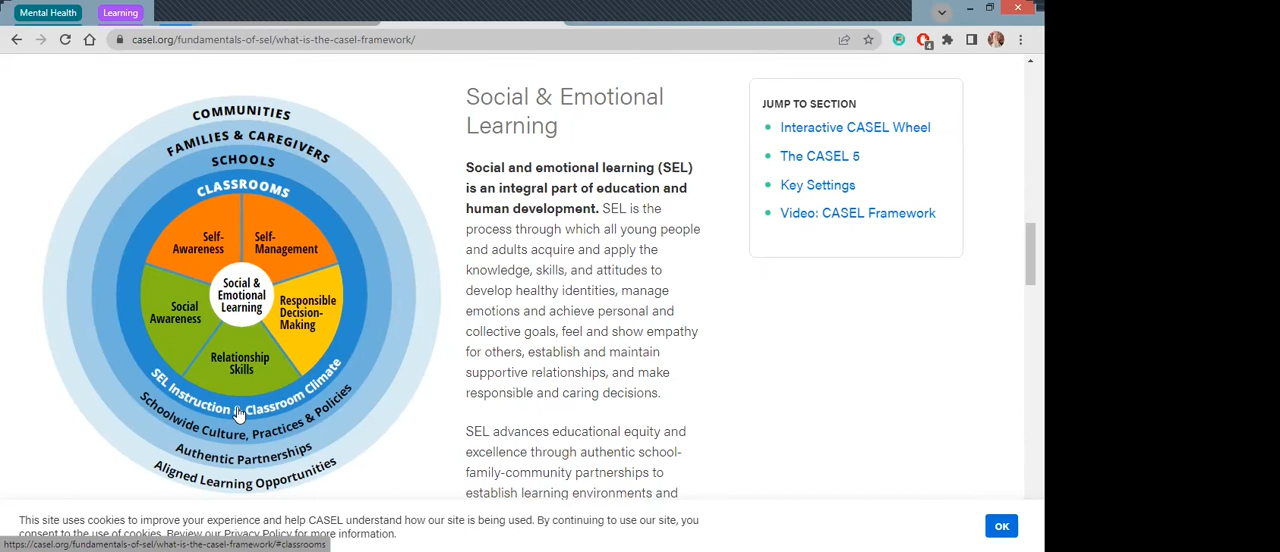 Mental Health
Learning
casel.org/fundamentals-of-sel/what-is-the-casel-framework/
4
COMMUNITIES
FAMILIES & CAREGIVERS
SCHOOLS
CLASSROOMS
Self-
Awareness
Self-
Management
Social &
Emotional
Learning
Social
Awareness
Responsible
Decision-
Making
Relationship
Skills
SEL Instruction & Classroom Climate
Schoolwide Culture, Practices & Policies
Authentic Partnerships
Aligned Learning Opportunities
Social & Emotional
Learning
Social and emotional learning (SEL)
is an integral part of education and
human development. SEL is the
process through which all young people
and adults acquire and apply the
knowledge, skills, and attitudes to
develop healthy identities, manage
emotions and achieve personal and
collective goals, feel and show empathy
for others, establish and maintain
supportive relationships, and make
responsible and caring decisions.
SEL advances educational equity and
excellence through authentic school-
family-community partnerships to
establish learning environments and
JUMP TO SECTION
Interactive CASEL Wheel
The CASEL 5
Key Settings
Video: CASEL Framework
This site uses cookies to improve your experience and help CASEL understand how our site is being used. By continuing to use our site, you
consent to the use of cookies. Review our Privacy Policy for more information.
OK
https://casel.org/fundamentals-of-sel/what-is-the-casel-framework/#classrooms